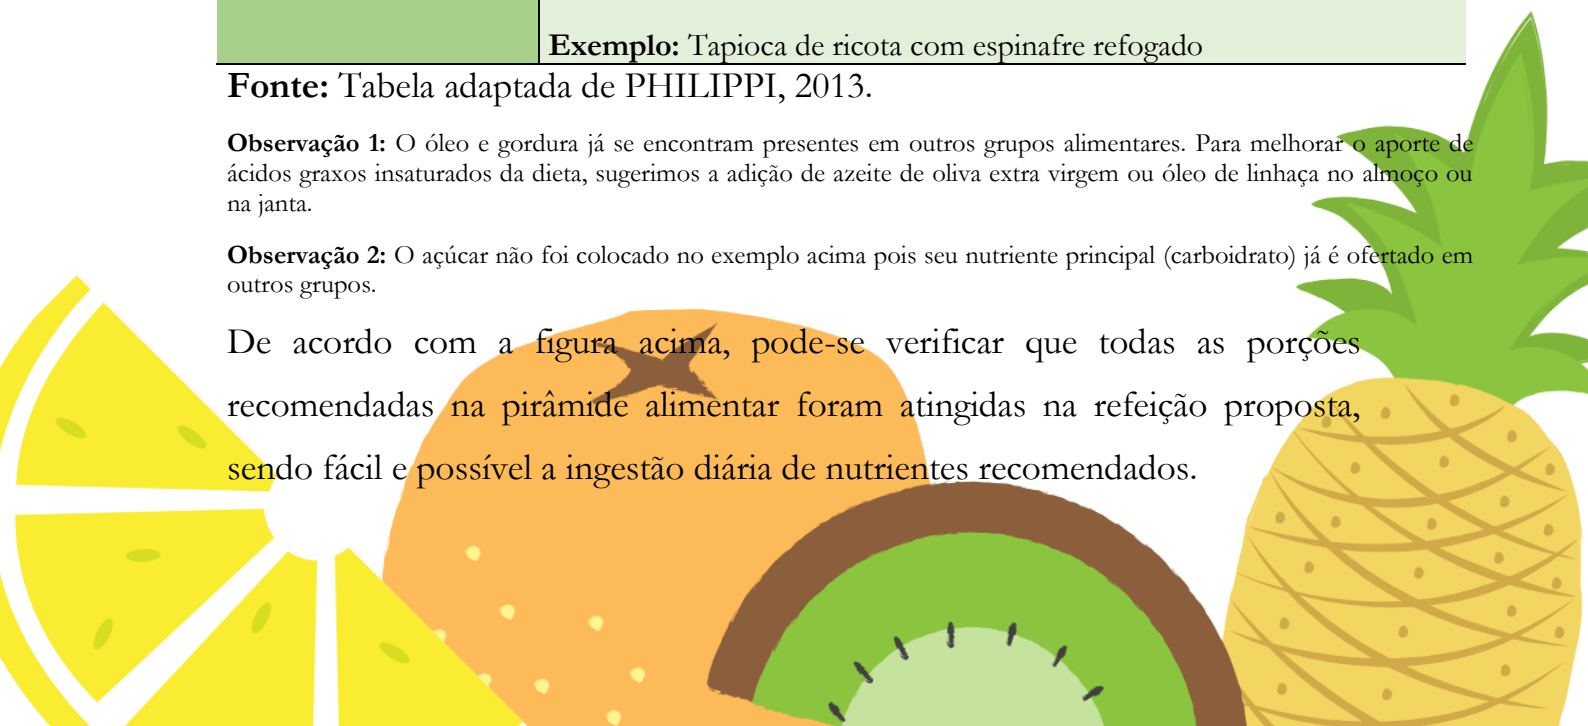 Exemplo: Tapioca de ricota com espinafre refogado
Fonte: Tabela adaptada de PHILIPPI, 2013.
Observação 1: O óleo e gordura já se encontram presentes em outros grupos alimentares. Para melhorar o aporte de
ácidos graxos insaturados da dieta, sugerimos a adição de azeite de oliva extra virgem ou óleo de linhaça no almoço ou
na janta.
Observação 2: O açúcar não foi colocado no exemplo acima pois seu nutriente principal (carboidrato) já é ofertado em
outros grupos.
De acordo com a figura acima, pode-se verificar que todas as porções
recomendadas na pirâmide alimentar foram atingidas na refeição proposta,
sendo fácil e possível a ingestão diária de nutrientes recomendados.